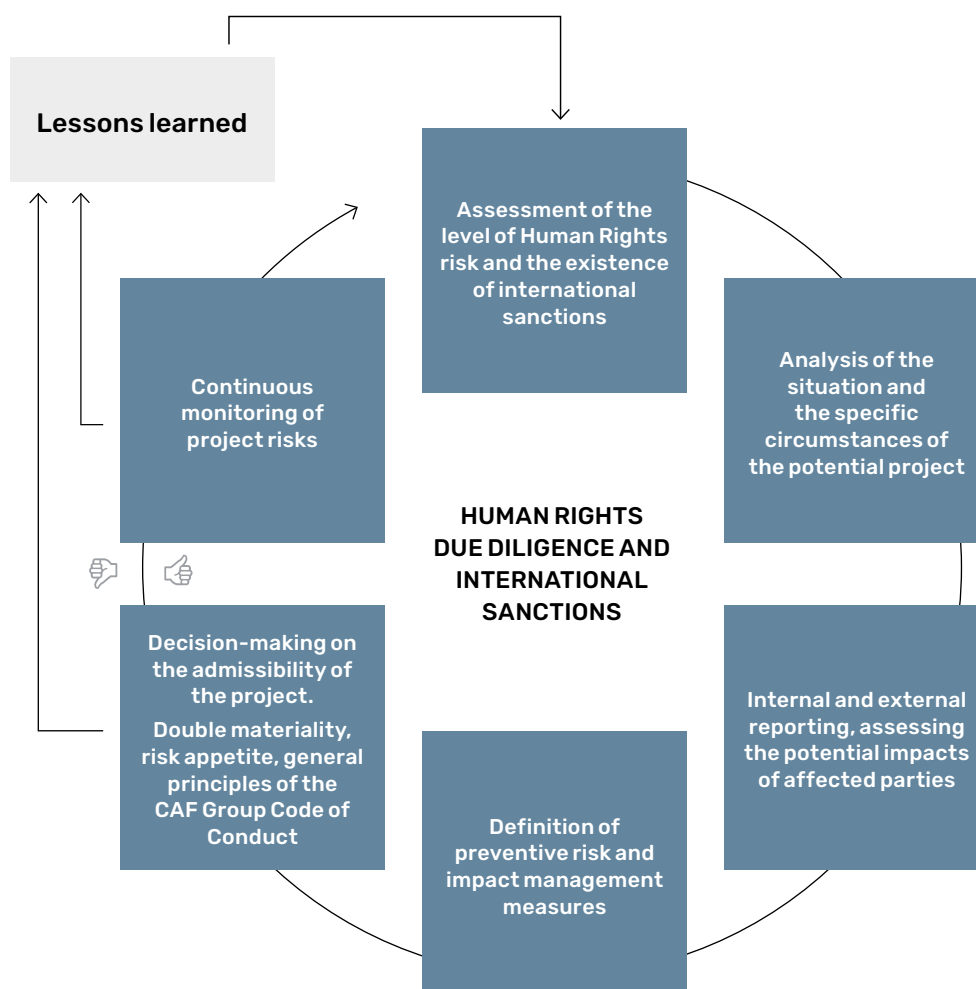 Lessons learned
Assessment of the
level of Human Rights
risk and the existence
of international
sanctions
Analysis of the
situation and
the specific
circumstances of
the potential project
Internal and external
reporting, assessing
the potential impacts
of affected parties
Definition of
preventive risk and
impact management
measures
Decision-making on
the admissibility of
the project.
Double materiality,
risk appetite, general
principles of the
CAF Group Code of
Conduct
Continuous
monitoring of
project risks
HUMAN RIGHTS
DUE DILIGENCE AND
INTERNATIONAL
SANCTIONS